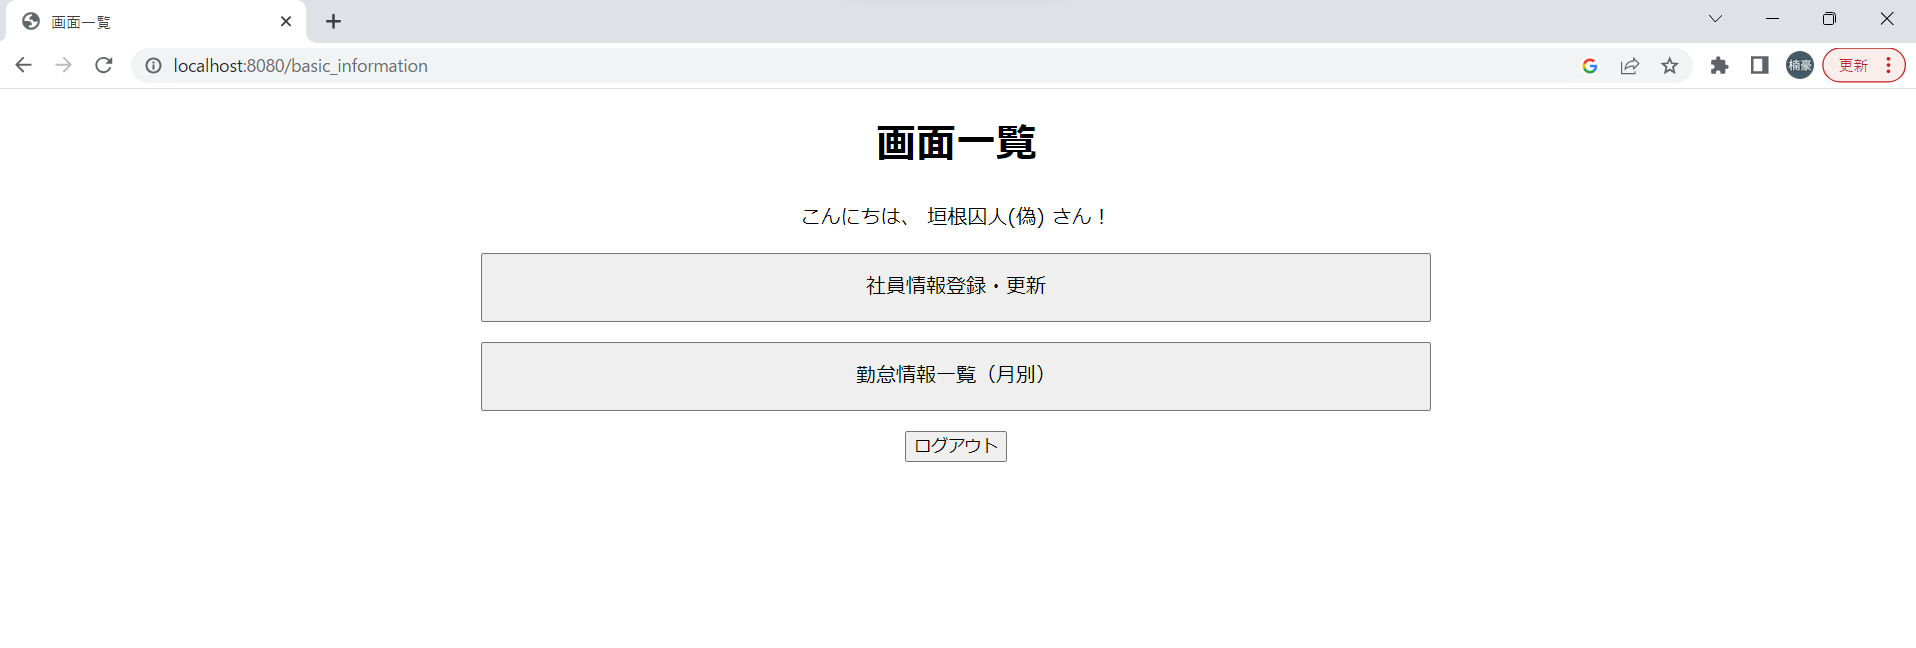 画面一覧
localhost:8080/basic_information
楠豪
更新
画面一覧
こんにちは、 垣根囚人(偽) さん！
社員情報登録・更新
勤怠情報一覧（月別）
ログアウト